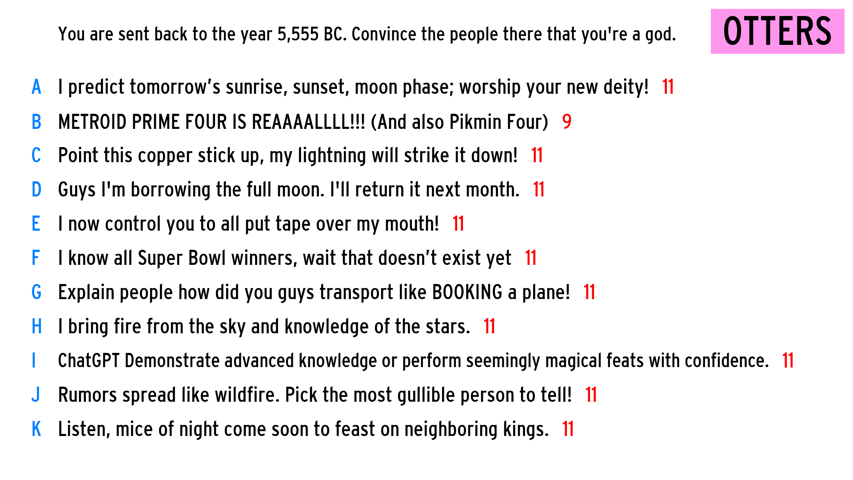 You are sent back to the year 5,555 BC. Convince the people there that you're a god.
OTTERS
A I predict tomorrow’s sunrise, sunset, moon phase; worship your new deity! 11
B METROID PRIME FOUR IS REAAAALLLL!!! (And also Pikmin Four) 9
C Point this copper stick up, my lightning will strike it down! 11
D Guys I'm borrowing the full moon. I'll return it next month. 11
E I now control you to all put tape over my mouth! 11
F I know all Super Bowl winners, wait that doesn’t exist yet 11
G Explain people how did you guys transport like BOOKING a plane! 11
H I bring fire from the sky and knowledge of the stars. 11
I ChatGPT Demonstrate advanced knowledge or perform seemingly magical feats with confidence. 11
J Rumors spread like wildfire. Pick the most gullible person to tell! 11
K Listen, mice of night come soon to feast on neighboring kings. 11